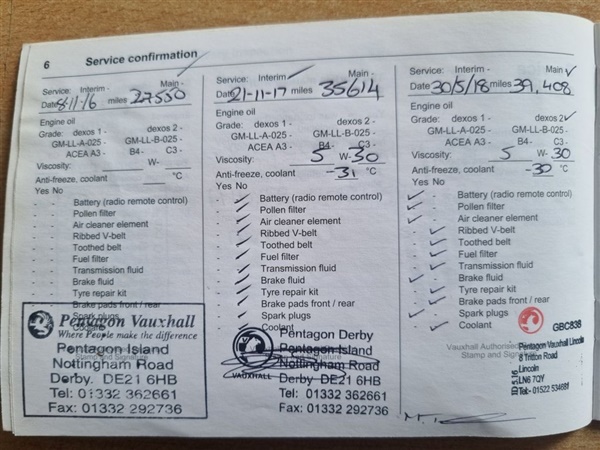 6 Service confirmation
Service: Interim - Main -
Date 8-11-16 miles 27550
Engine oil
Grade: dexos 1 - dexos 2 -
GM-LL-A-025 - GM-LL-B-025 -
ACEA A3 - B4 - C3 -
Viscosity: W-
Anti-freeze, coolant °C
Yes No
Battery (radio remote control)
Pollen filter
Air cleaner element
Ribbed V-belt
Toothed belt
Fuel filter
Transmission fluid
Brake fluid
Tyre repair kit
Brake pads front / rear
Spark plugs
Coolant
Pentagon Vauxhall
Where People make the difference
Pentagon Island
Nottingham Road
Derby. DE21 6HB
Tel: 01332 362661
Fax: 01332 292736
Service: Interim Main -
Date 21-11-17 miles 35614
Engine oil
Grade: dexos 1 - dexos 2 -
GM-LL-A-025 - GM-LL-B-025 -
ACEA A3 - B4 - C3 -
Viscosity: 5 W-30
Anti-freeze, coolant -31 °C
Yes No
Battery (radio remote control)
Pollen filter
Air cleaner element
Ribbed V-belt
Toothed belt
Fuel filter
Transmission fluid
Brake fluid
Tyre repair kit
Brake pads front / rear
Spark plugs
Coolant
Pentagon Derby
Pentagon Island
Nottingham Road
VAUXHALL Derby DE21 6HB
Tel: 01332 362661
Fax: 01332 292736
Service: Interim - Main
Date 30/5/18 miles 39,408
Engine oil
Grade: dexos 1 - dexos 2
GM-LL-A-025 - GM-LL-B-025 -
ACEA A3 - B4 - C3 -
Viscosity: 5 W-30
Anti-freeze, coolant -30 °C
Yes No
Battery (radio remote control)
Pollen filter
Air cleaner element
Ribbed V-belt
Toothed belt
Fuel filter
Transmission fluid
Brake fluid
Tyre repair kit
Brake pads front / rear
Spark plugs
Coolant
GBC838
Vauxhall Authorised
Stamp and
Pentagon Vauxhall Lincoln
8 Tritton Road
Lincoln
LN6 7QY